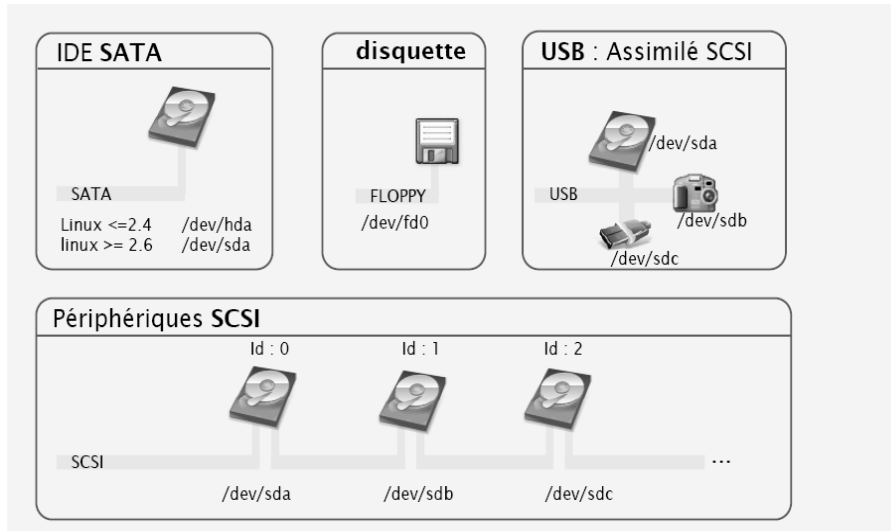 IDE SATA
SATA
Linux <=2.4 /dev/hda
linux >= 2.6 /dev/sda
disquette
FLOPPY
/dev/fd0
USB : Assimilé SCSI
/dev/sda
USB
/dev/sdb
/dev/sdc
Périphériques SCSI
Id : 0 Id : 1 Id : 2
SCSI ...
/dev/sda /dev/sdb /dev/sdc